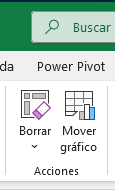 Buscar
da
Power Pivot
Borrar
Mover
gráfico
Acciones